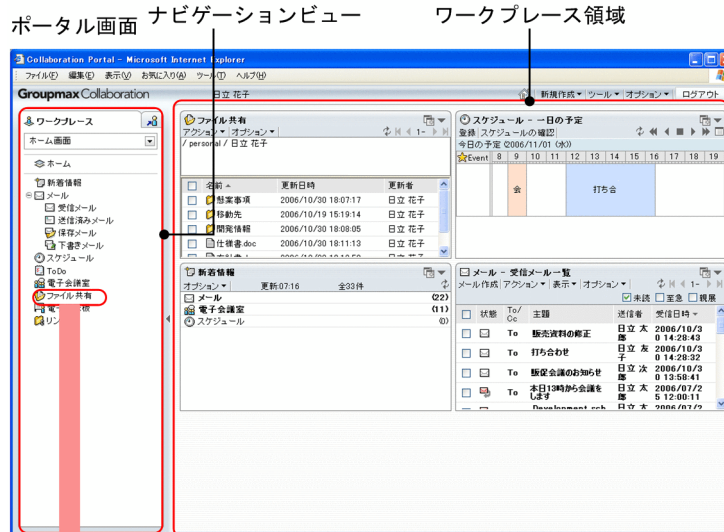 ポータル画面
ナビゲーションビュー
ワークプレース領域
Collaboration Portal - Microsoft Internet Explorer
ファイル(F) 編集(E) 表示(V) お気に入り(A) ツール(T) ヘルプ(H)
Groupmax Collaboration
日立 花子
新規作成 ツール オプション ログアウト
ワークプレース
ホーム画面
ホーム
新着情報
メール
受信メール
送信済みメール
保存メール
下書きメール
スケジュール
ToDo
電子会議室
ファイル共有
ファイル共有
アクション オプション
1-
/ personal / 日立 花子
名前 更新日時 更新者
懸案事項 2006/10/30 18:07:17 日立 花子
移動先 2006/10/19 15:19:14 日立 花子
開発情報 2006/10/30 18:08:05 日立 花子
仕様書.doc 2006/10/30 18:11:13 日立 花子
スケジュール - 一日の予定
登録 スケジュールの確認
今日の予定 (2006/11/01 (水))
Event 8 9 10 11 12 13 14 15 16 17 18 19
会
打ち合
新着情報
オプション 更新:07:16 全33件
メール (22)
電子会議室 (11)
スケジュール (0)
メール - 受信メール一覧
メール作成 アクション 表示 オプション 1-
未読 至急 親展
状態 To/Cc 主題 送信者 受信日時
To 販売資料の修正 日立 太郎 2006/10/30 14:28:43
To 打ち合わせ 日立 友子 2006/10/30 14:28:32
To 販促会議のお知らせ 日立 次郎 2006/10/30 13:58:41
To 本日13時から会議をします 日立 太郎 2006/07/25 12:00:11